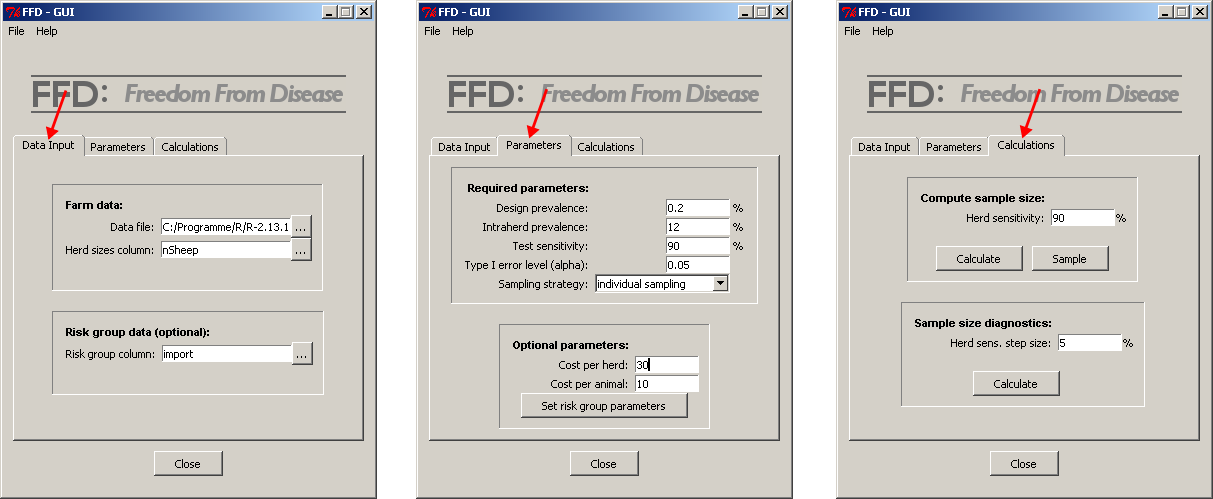 FFD - GUI
File Help
FFD: Freedom From Disease
Data Input Parameters Calculations
Farm data:
Data file: C:/Programme/R/R-2.13.1 ...
Herd sizes column: nSheep ...
Risk group data (optional):
Risk group column: import ...
Close
FFD - GUI
File Help
FFD: Freedom From Disease
Data Input Parameters Calculations
Required parameters:
Design prevalence: 0.2 %
Intraherd prevalence: 12 %
Test sensitivity: 90 %
Type I error level (alpha): 0.05
Sampling strategy: individual sampling
Optional parameters:
Cost per herd: 30
Cost per animal: 10
Set risk group parameters
Close
FFD - GUI
File Help
FFD: Freedom From Disease
Data Input Parameters Calculations
Compute sample size:
Herd sensitivity: 90 %
Calculate Sample
Sample size diagnostics:
Herd sens. step size: 5 %
Calculate
Close